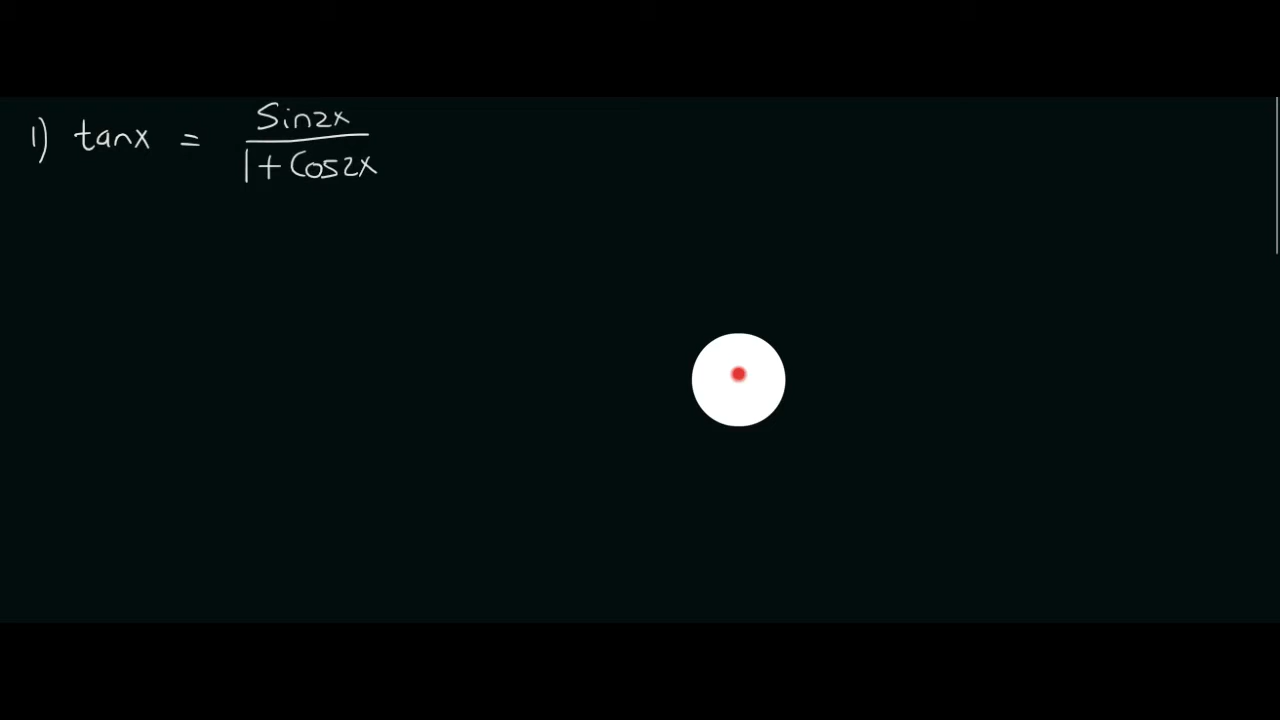 1) tanx = sin2x / 1 + Cos2x